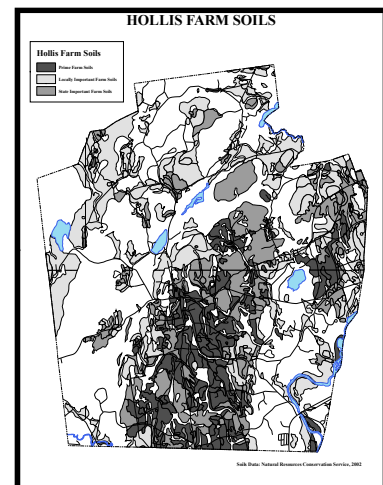 HOLLIS FARM SOILS
Hollis Farm Soils
Prime Farm Soils
Locally Important Farm Soils
State Important Farm Soils
Soils Data: Natural Resources Conservation Service, 2002